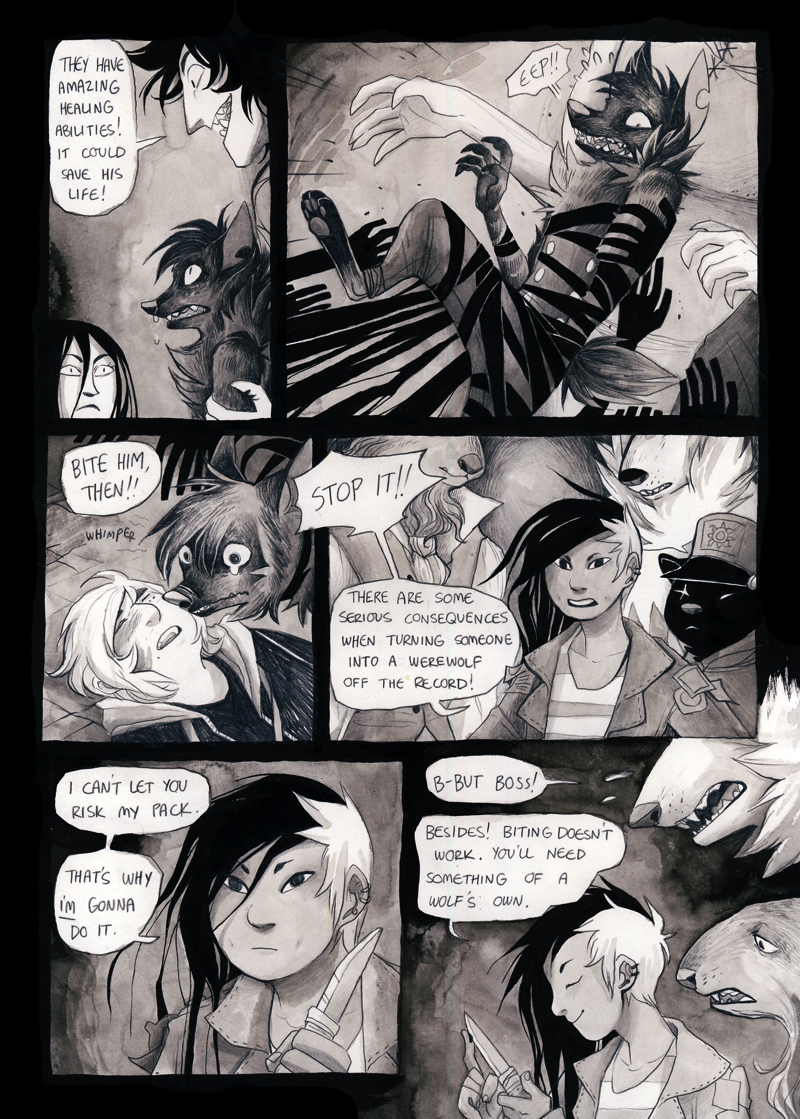 THEY HAVE
AMAZING
HEALING
ABILITIES!
IT COULD
SAVE HIS
LIFE!
EEP!!
BITE HIM,
THEN!!
WHIMPER
STOP IT!!
THERE ARE SOME
SERIOUS CONSEQUENCES
WHEN TURNING SOMEONE
INTO A WEREWOLF
OFF THE RECORD!
I CAN'T LET YOU
RISK MY PACK.
THAT'S WHY
I'M GONNA
DO IT.
B-BUT BOSS!
BESIDES! BITING DOESN'T
WORK. YOU'LL NEED
SOMETHING OF A
WOLF'S OWN.